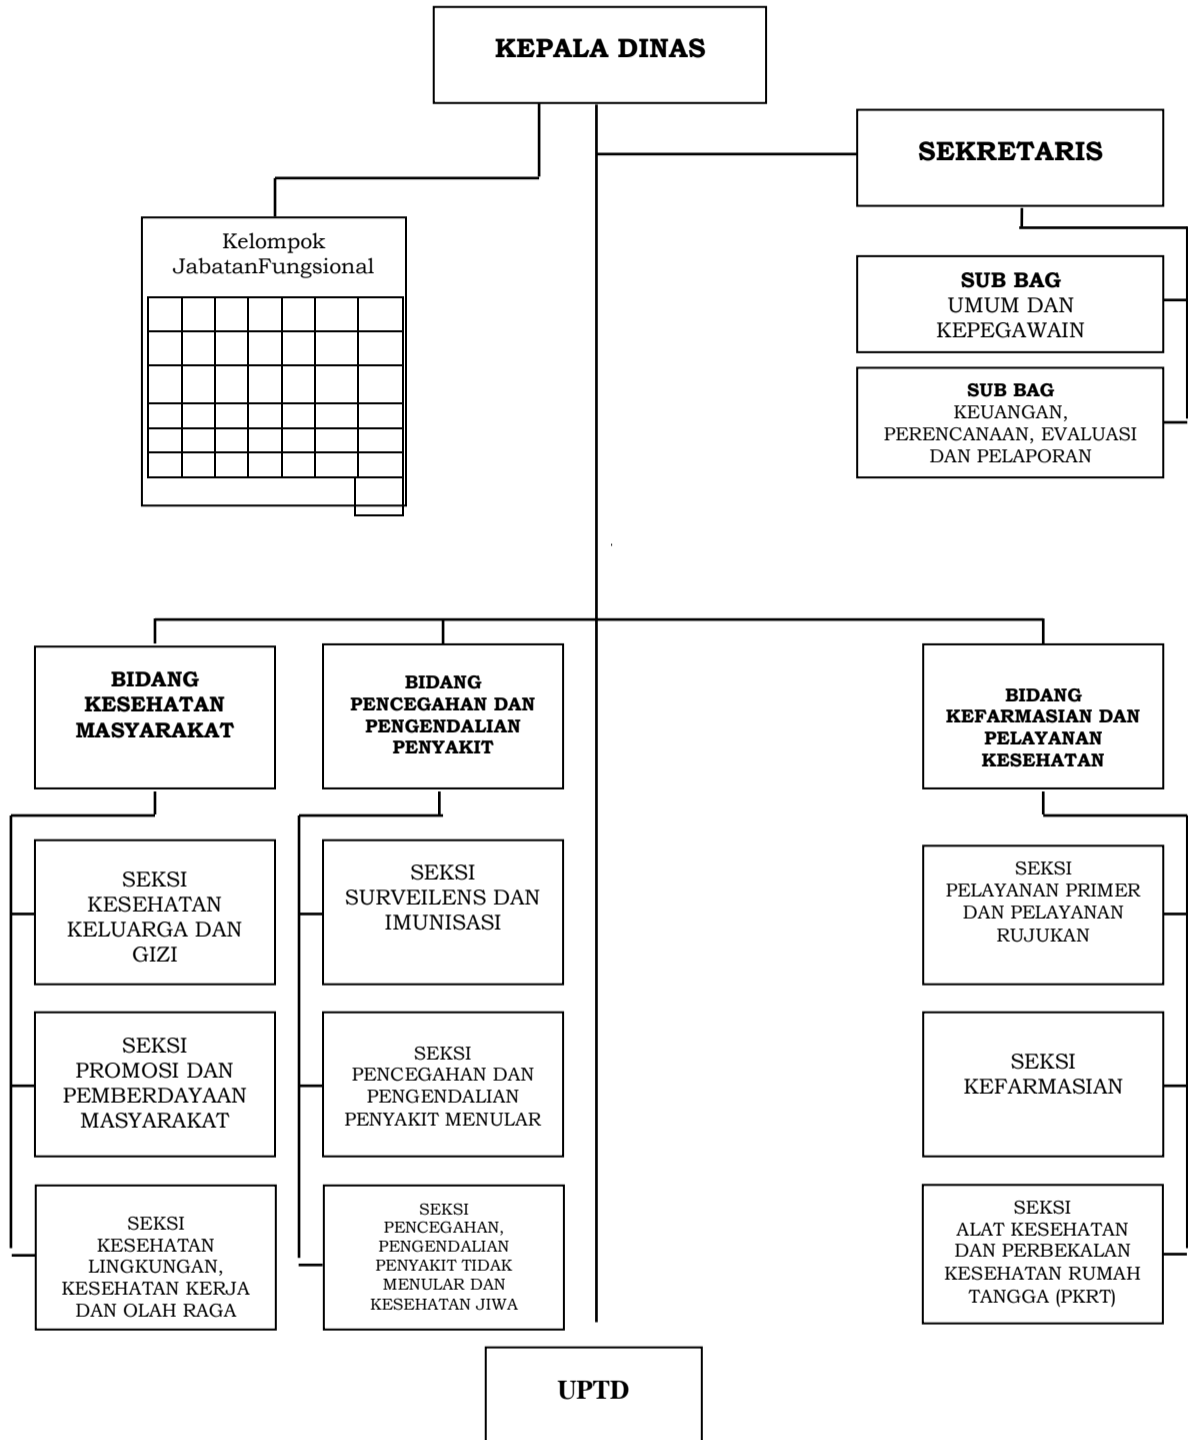 KEPALA DINAS
SEKRETARIS
Kelompok
JabatanFungsional
SUB BAG
UMUM DAN
KEPEGAWAIN
SUB BAG
KEUANGAN,
PERENCANAAN, EVALUASI
DAN PELAPORAN
BIDANG
KESEHATAN
MASYARAKAT
BIDANG
PENCEGAHAN DAN
PENGENDALIAN
PENYAKIT
BIDANG
KEFARMASIAN DAN
PELAYANAN
KESEHATAN
SEKSI
KESEHATAN
KELUARGA DAN
GIZI
SEKSI
SURVEILENS DAN
IMUNISASI
SEKSI
PELAYANAN PRIMER
DAN PELAYANAN
RUJUKAN
SEKSI
PROMOSI DAN
PEMBERDAYAAN
MASYARAKAT
SEKSI
PENCEGAHAN DAN
PENGENDALIAN
PENYAKIT MENULAR
SEKSI
KEFARMASIAN
SEKSI
KESEHATAN
LINGKUNGAN,
KESEHATAN KERJA
DAN OLAH RAGA
SEKSI
PENCEGAHAN,
PENGENDALIAN
PENYAKIT TIDAK
MENULAR DAN
KESEHATAN JIWA
SEKSI
ALAT KESEHATAN
DAN PERBEKALAN
KESEHATAN RUMAH
TANGGA (PKRT)
UPTD